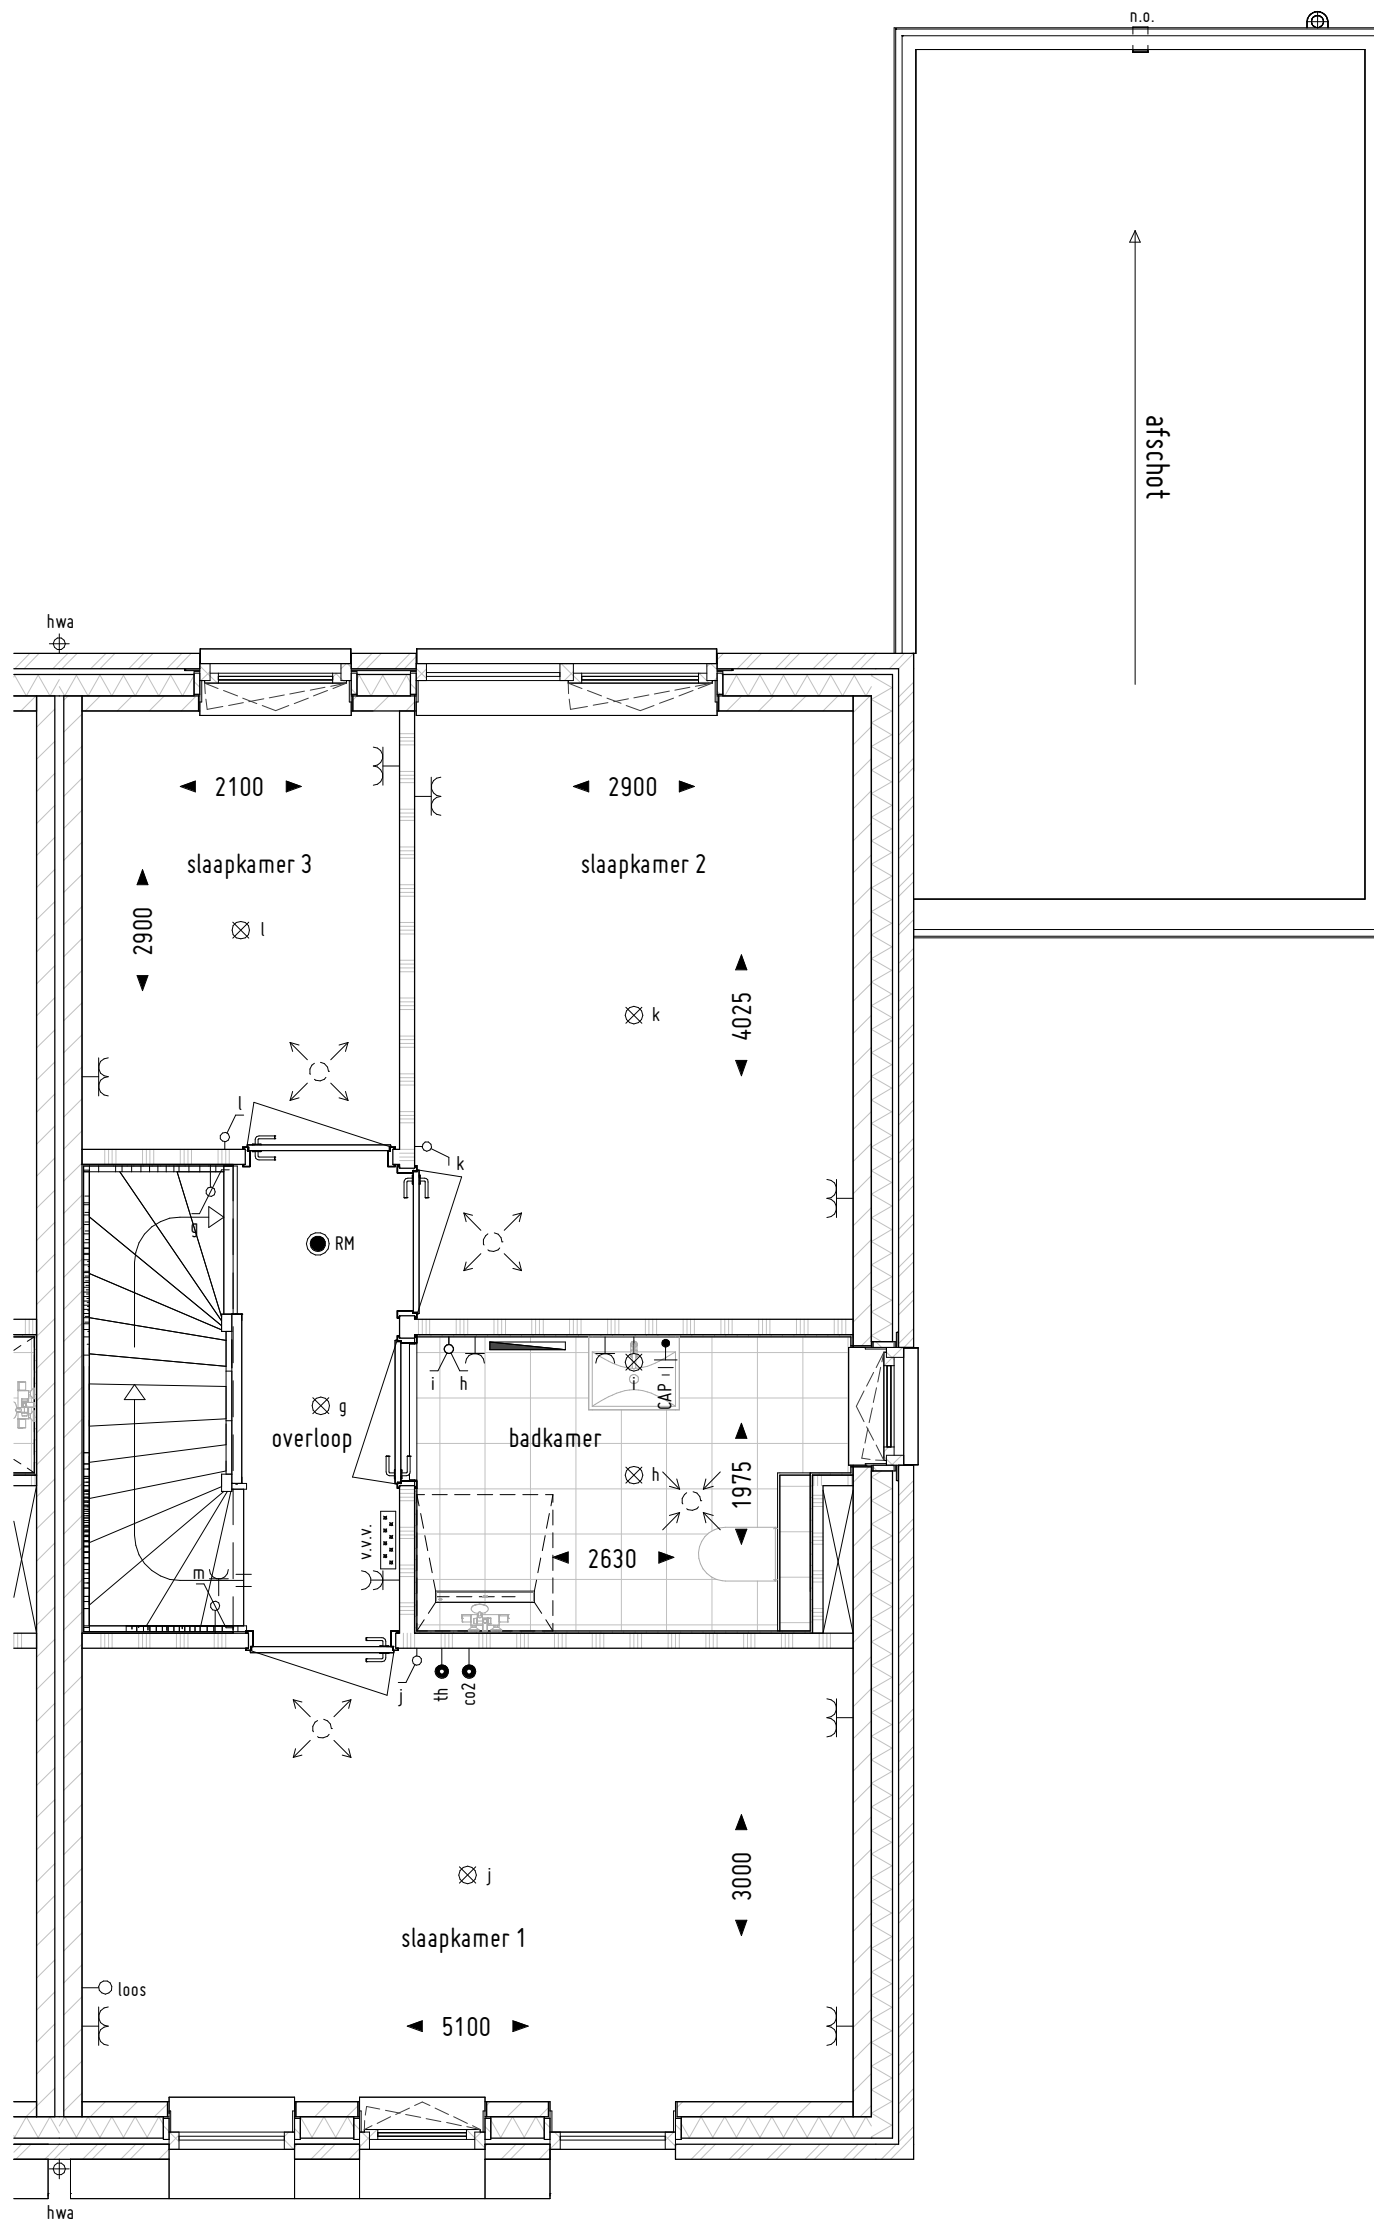 n.o.
afschot
hwa
2100
2900
slaapkamer 3
slaapkamer 2
2900
l
k
4025
l
k
g
RM
i
h
i
CAP
g
overloop
badkamer
h
1975
v.v.v.
2630
m
j
th
co2
j
3000
slaapkamer 1
loos
5100
hwa